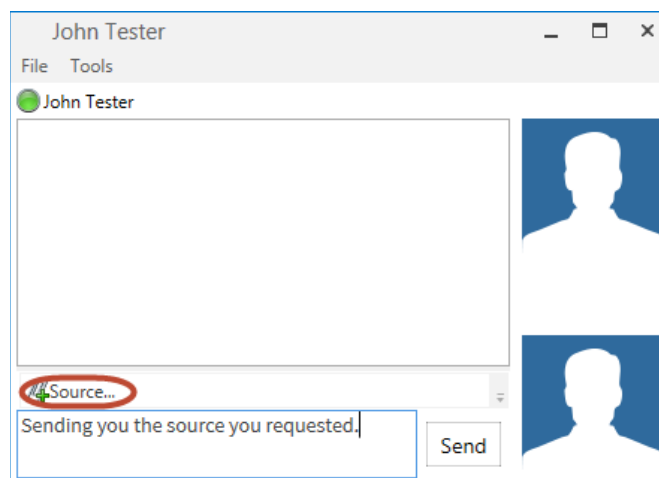 John Tester
File Tools
John Tester
Source...
Sending you the source you requested.
Send